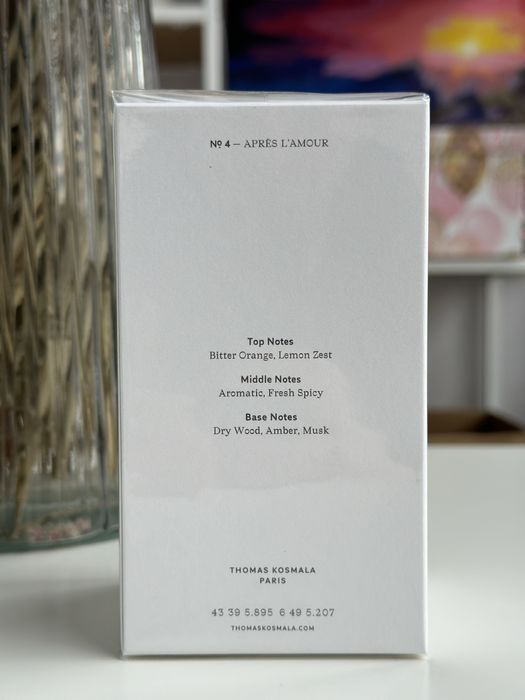 № 4 — APRÈS L'AMOUR
Top Notes
Bitter Orange, Lemon Zest
Middle Notes
Aromatic, Fresh Spicy
Base Notes
Dry Wood, Amber, Musk
THOMAS KOSMALA
PARIS
43 39 5.895 6 49 5.207
THOMASKOSMALA.COM